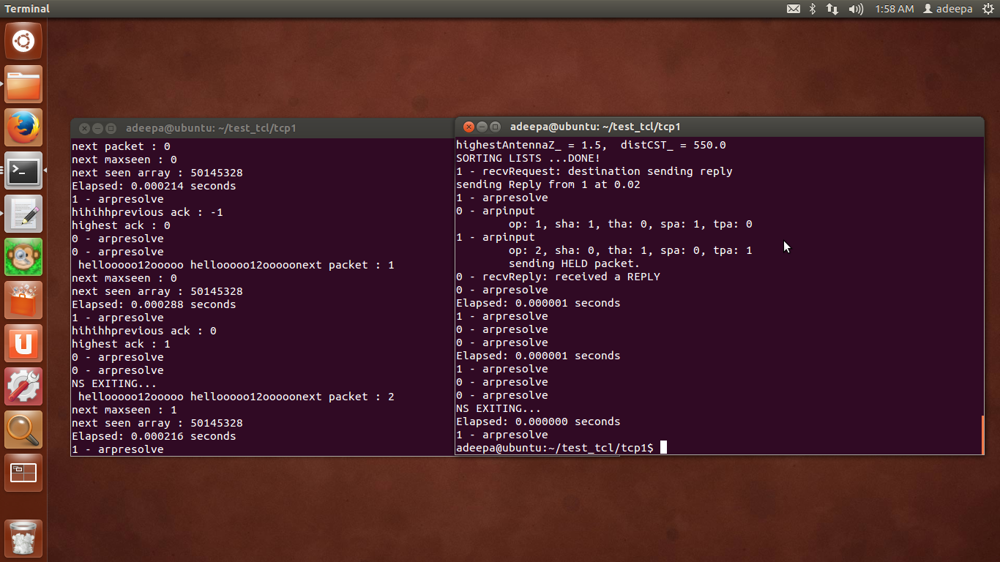 Terminal
1:58 AM
adeepa
adeepa@ubuntu: ~/test_tcl/tcp1
next packet : 0
next maxseen : 0
next seen array : 50145328
Elapsed: 0.000214 seconds
1 - arpresolve
hihihhprevious ack : -1
highest ack : 0
0 - arpresolve
0 - arpresolve
 hellooooo12ooooo hellooooo12ooooonext packet : 1
next maxseen : 0
next seen array : 50145328
Elapsed: 0.000288 seconds
1 - arpresolve
hihihhprevious ack : 0
highest ack : 1
0 - arpresolve
0 - arpresolve
NS EXITING...
 hellooooo12ooooo hellooooo12ooooonext packet : 2
next maxseen : 1
next seen array : 50145328
Elapsed: 0.000216 seconds
1 - arpresolve
adeepa@ubuntu: ~/test_tcl/tcp1
highestAntennaZ_ = 1.5,  distCST_ = 550.0
SORTING LISTS ...DONE!
1 - recvRequest: destination sending reply
sending Reply from 1 at 0.02
1 - arpresolve
0 - arpinput
        op: 1, sha: 1, tha: 0, spa: 1, tpa: 0
1 - arpinput
        op: 2, sha: 0, tha: 1, spa: 0, tpa: 1
        sending HELD packet.
0 - recvReply: received a REPLY
0 - arpresolve
Elapsed: 0.000001 seconds
1 - arpresolve
0 - arpresolve
0 - arpresolve
Elapsed: 0.000001 seconds
1 - arpresolve
0 - arpresolve
0 - arpresolve
NS EXITING...
Elapsed: 0.000000 seconds
1 - arpresolve
adeepa@ubuntu:~/test_tcl/tcp1$